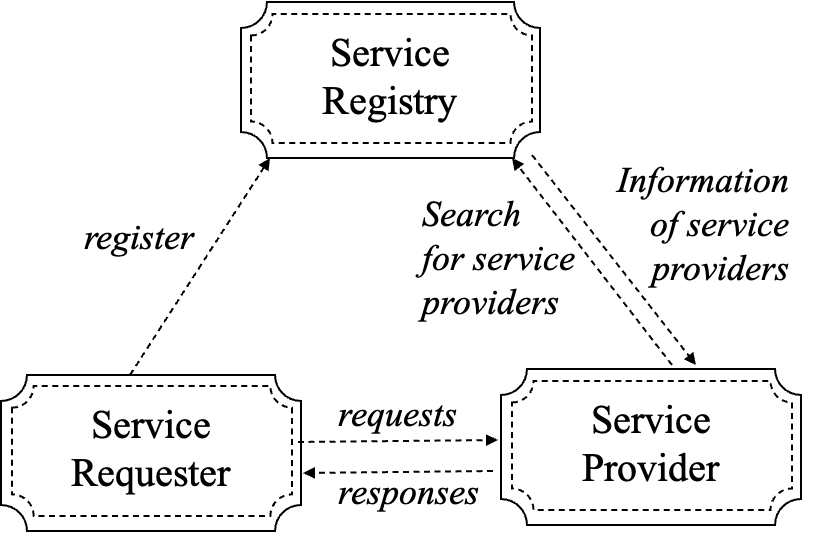 Service
Registry
register
Search
for service
providers
Information
of service
providers
Service
Requester
requests
responses
Service
Provider